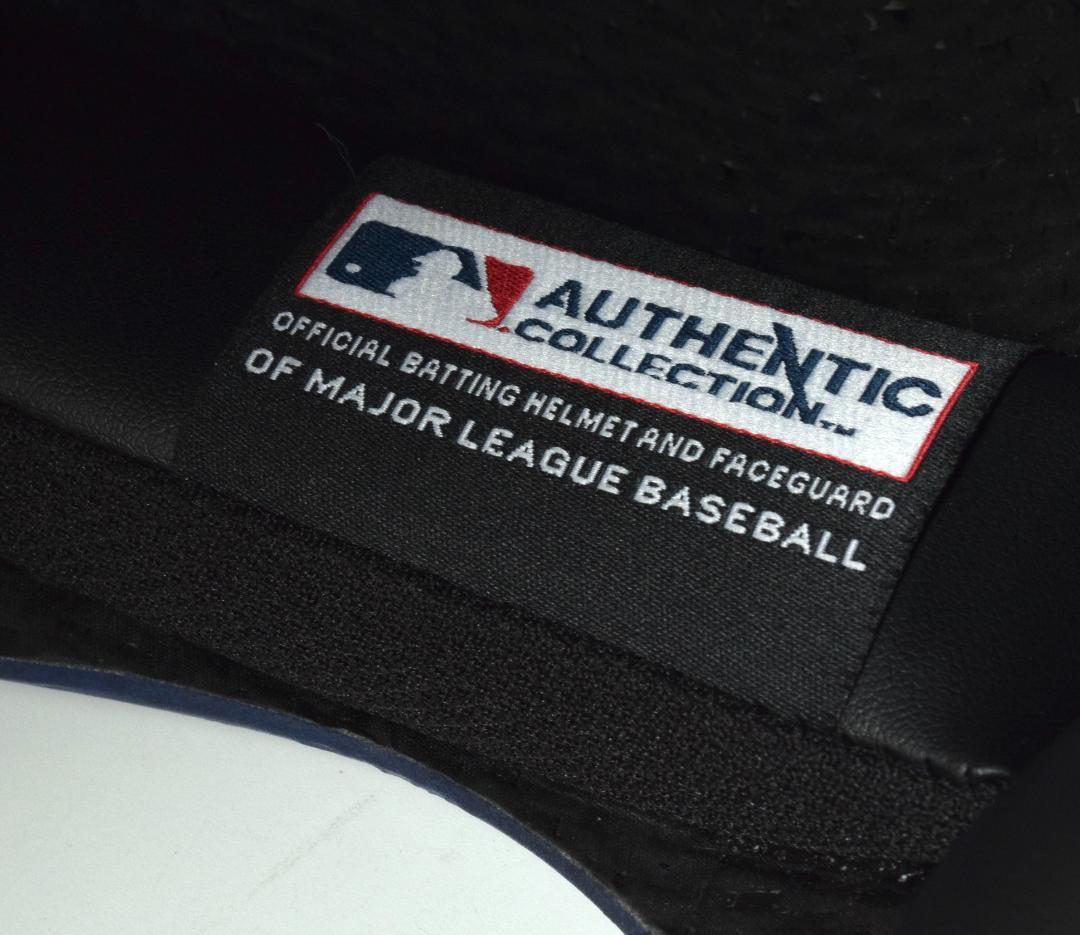 AUTHENTIC
COLLECTION™
OFFICIAL BATTING HELMET AND FACEGUARD
OF MAJOR LEAGUE BASEBALL